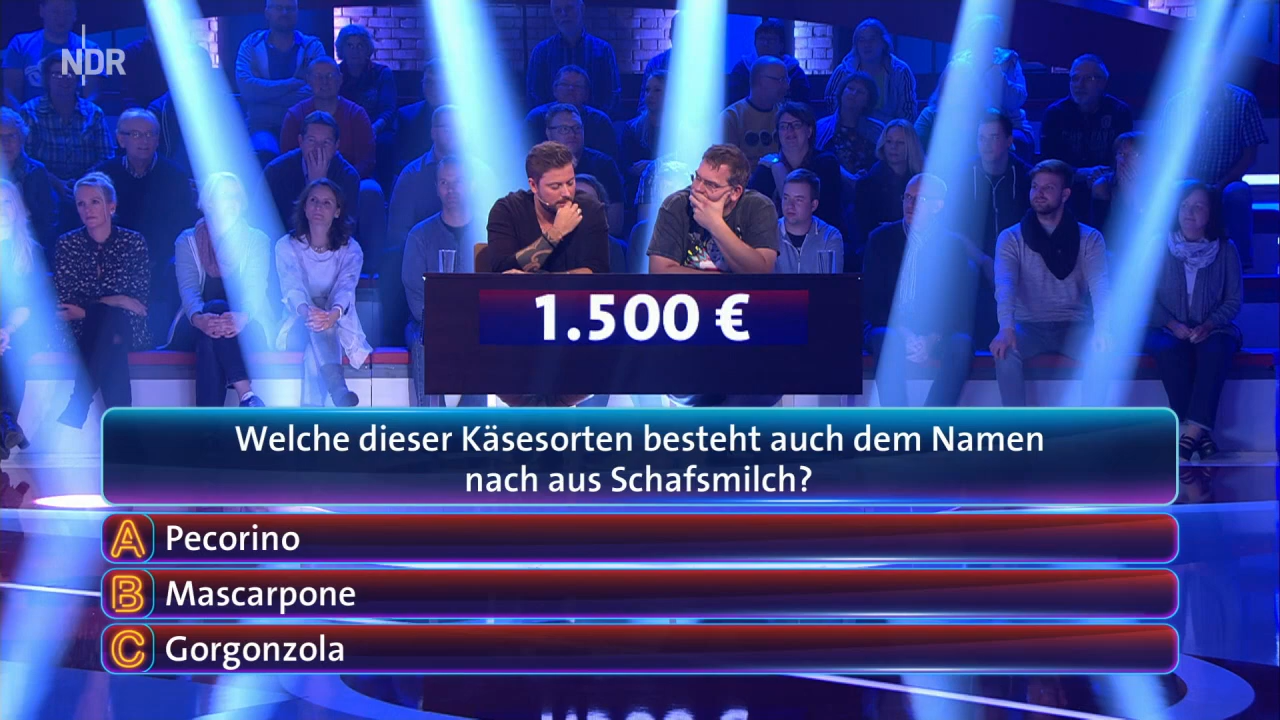 NDR
1.500 €
Welche dieser Käsesorten besteht auch dem Namen
nach aus Schafsmilch?
A Pecorino
B Mascarpone
C Gorgonzola